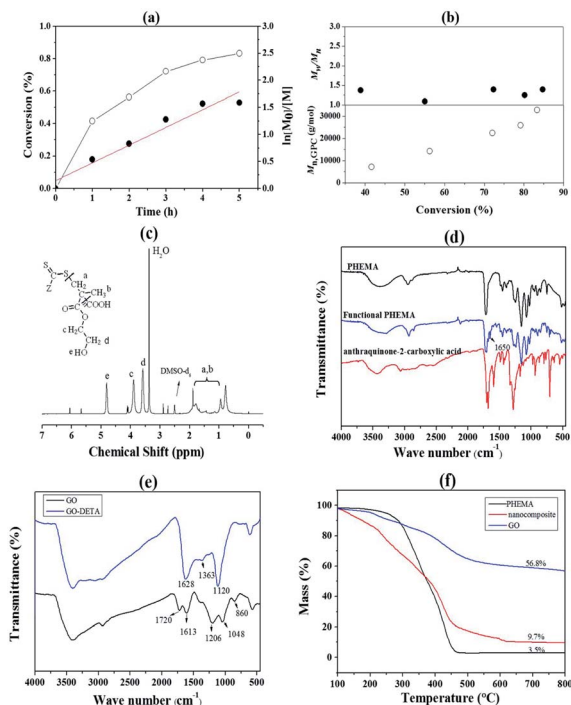 (a)
Conversion (%)
1.0
0.8
0.6
0.4
0.2
0.0
3.0
2.5
2.0
1.5
1.0
0.5
0.0
ln[M0]/[M]
0 1 2 3 4 5 6
Time (h)
(b)
Mw/Mn
4
3
2
1
30000
20000
10000
0
Mn,GPC (g/mol)
40 50 60 70 80 90
Conversion (%)
(c)
H2O
S
S
Z
a
CH2
CH3
b
COOH
O
O
c
CH2
CH2
d
e
HO
e
c
d
DMSO-d6
a,b
7 6 5 4 3 2 1 0
Chemical Shift (ppm)
(d)
Transmittance (%)
PHEMA
Functional PHEMA
1650
anthraquinone-2-carboxylic acid
4000 3500 3000 2500 2000 1500 1000 500
Wave number (cm-1)
(e)
Transmittance (%)
GO
GO-DETA
1628
1363
1120
1720
1613
1206
1048
860
4000 3500 3000 2500 2000 1500 1000 500
Wave number (cm-1)
(f)
Mass (%)
100
80
60
40
20
0
PHEMA
nanocomposite
GO
56.8%
9.7%
3.5%
100 200 300 400 500 600 700 800
Temperature (°C)